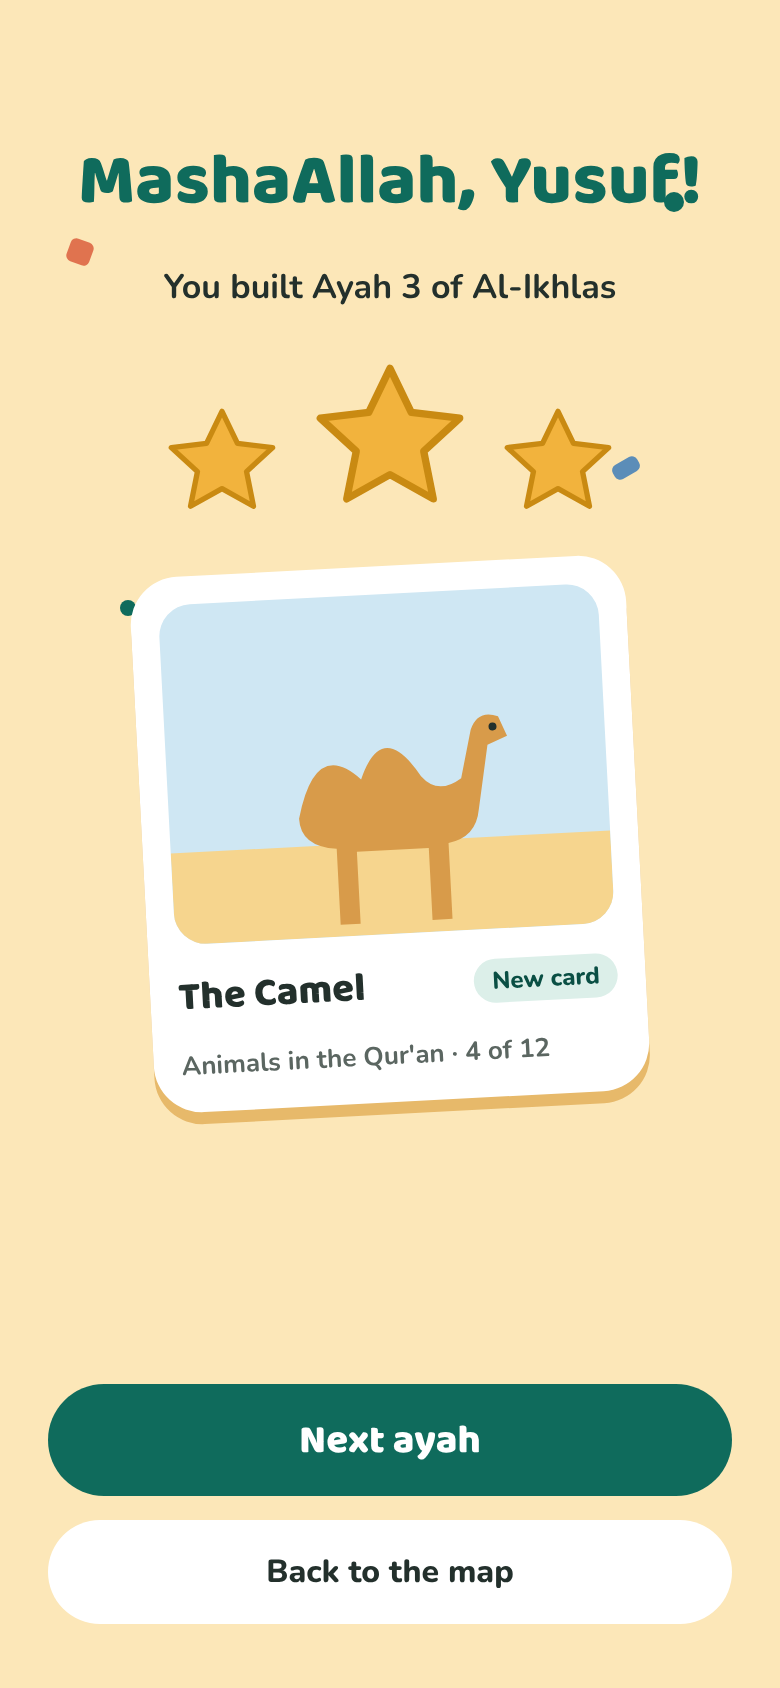 MashaAllah, Yusuf!
You built Ayah 3 of Al-Ikhlas
The Camel
New card
Animals in the Qur'an · 4 of 12
Next ayah
Back to the map